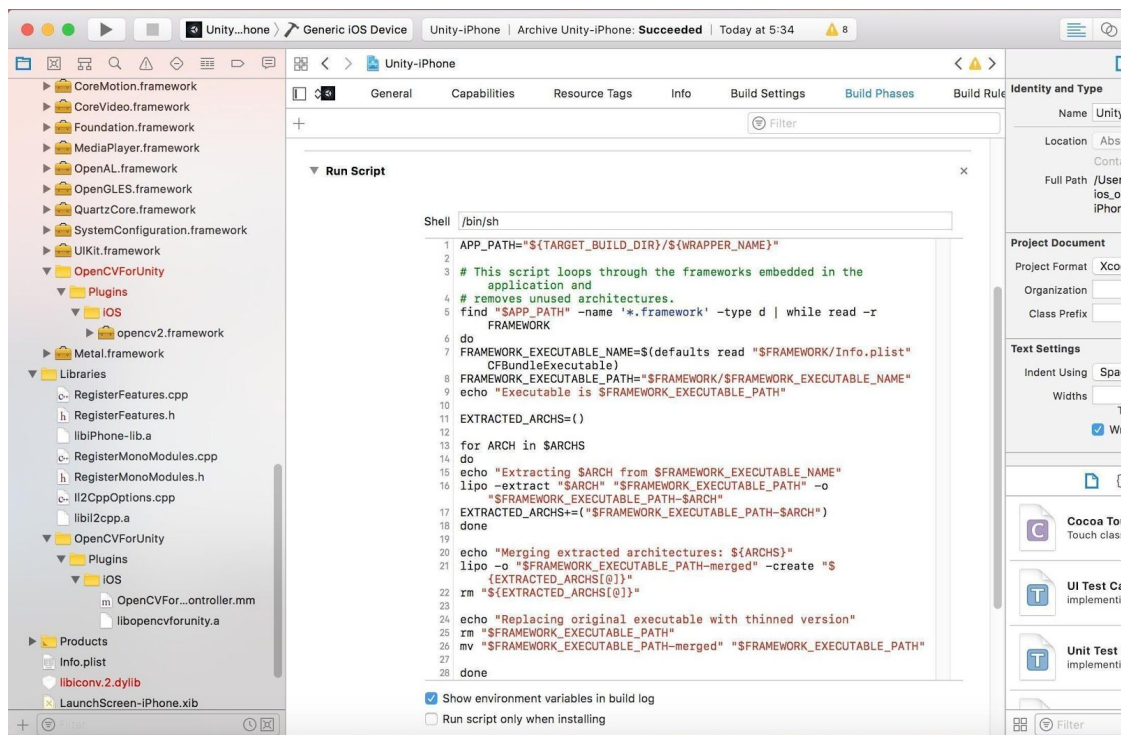 Unity...hone
Generic iOS Device
Unity-iPhone | Archive Unity-iPhone: Succeeded | Today at 5:34
8
Unity-iPhone
General
Capabilities
Resource Tags
Info
Build Settings
Build Phases
Build Rule
Filter
CoreMotion.framework
CoreVideo.framework
Foundation.framework
MediaPlayer.framework
OpenAL.framework
OpenGLES.framework
QuartzCore.framework
SystemConfiguration.framework
UIKit.framework
OpenCVForUnity
Plugins
iOS
opencv2.framework
Metal.framework
Libraries
RegisterFeatures.cpp
RegisterFeatures.h
libiPhone-lib.a
RegisterMonoModules.cpp
RegisterMonoModules.h
Il2CppOptions.cpp
libil2cpp.a
OpenCVForUnity
Plugins
iOS
OpenCVFor...ontroller.mm
libopencvforunity.a
Products
Info.plist
libiconv.2.dylib
LaunchScreen-iPhone.xib
Filter
Run Script
Shell /bin/sh
1 APP_PATH="${TARGET_BUILD_DIR}/${WRAPPER_NAME}"
2
3 # This script loops through the frameworks embedded in the
application and
4 # removes unused architectures.
5 find "$APP_PATH" -name '*.framework' -type d | while read -r
FRAMEWORK
6 do
7 FRAMEWORK_EXECUTABLE_NAME=$(defaults read "$FRAMEWORK/Info.plist"
CFBundleExecutable)
8 FRAMEWORK_EXECUTABLE_PATH="$FRAMEWORK/$FRAMEWORK_EXECUTABLE_NAME"
9 echo "Executable is $FRAMEWORK_EXECUTABLE_PATH"
10
11 EXTRACTED_ARCHS=()
12
13 for ARCH in $ARCHS
14 do
15 echo "Extracting $ARCH from $FRAMEWORK_EXECUTABLE_NAME"
16 lipo -extract "$ARCH" "$FRAMEWORK_EXECUTABLE_PATH" -o
"$FRAMEWORK_EXECUTABLE_PATH-$ARCH"
17 EXTRACTED_ARCHS+=("$FRAMEWORK_EXECUTABLE_PATH-$ARCH")
18 done
19
20 echo "Merging extracted architectures: ${ARCHS}"
21 lipo -o "$FRAMEWORK_EXECUTABLE_PATH-merged" -create "$
{EXTRACTED_ARCHS[@]}"
22 rm "${EXTRACTED_ARCHS[@]}"
23
24 echo "Replacing original executable with thinned version"
25 rm "$FRAMEWORK_EXECUTABLE_PATH"
26 mv "$FRAMEWORK_EXECUTABLE_PATH-merged" "$FRAMEWORK_EXECUTABLE_PATH"
27
28 done
Show environment variables in build log
Run script only when installing
Identity and Type
Name Unity
Location Abs
Conta
Full Path /User
ios_o
iPhon
Project Document
Project Format Xco
Organization
Class Prefix
Text Settings
Indent Using Spa
Widths
T
Wr
Cocoa To
Touch clas
UI Test Ca
implementi
Unit Test
implementi
Filter